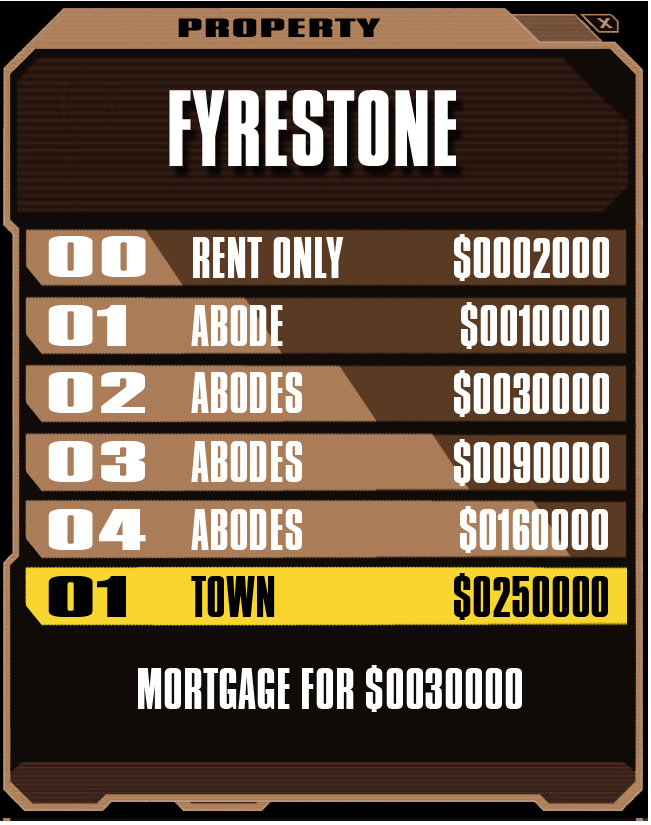 PROPERTY X
FYRESTONE
00 RENT ONLY $0002000
01 ABODE $0010000
02 ABODES $0030000
03 ABODES $0090000
04 ABODES $0160000
01 TOWN $0250000
MORTGAGE FOR $0030000